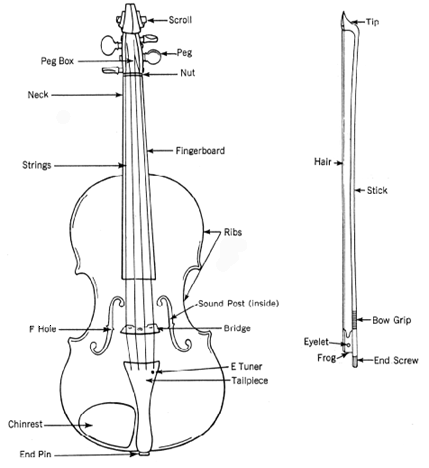 Scroll
Peg
Peg Box
Nut
Neck
Fingerboard
Strings
Ribs
Sound Post (inside)
F Hole
Bridge
E Tuner
Tallpiece
Chinrest
End Pin
Tip
Hair
Stick
Bow Grip
Eyelet
Frog
End Screw